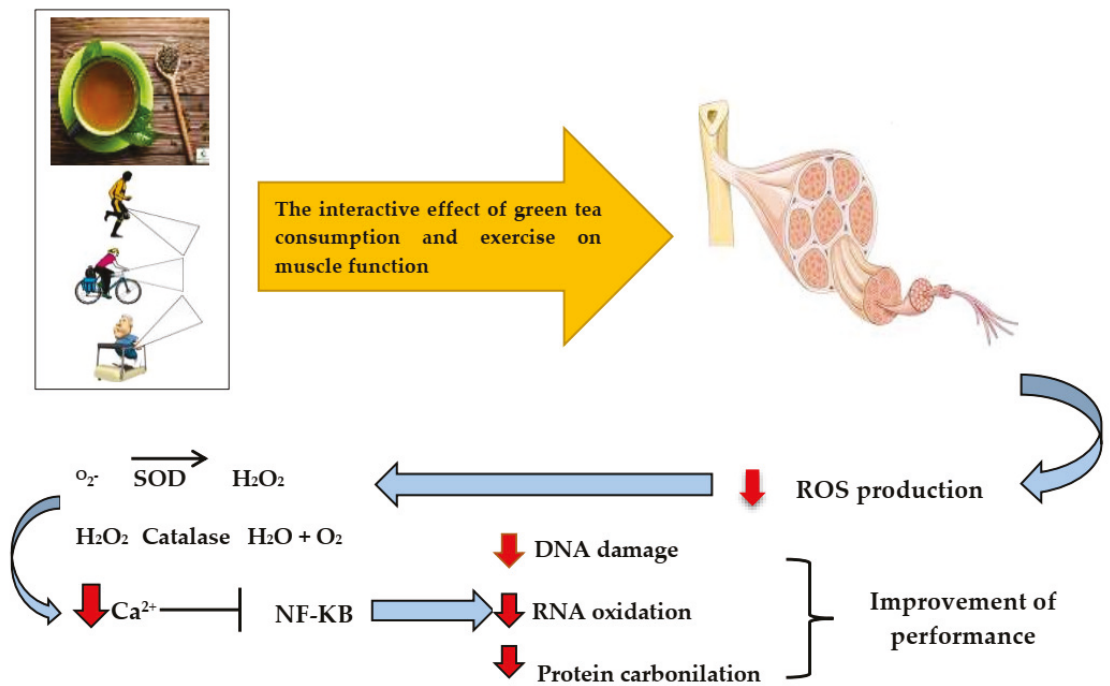 The interactive effect of green tea
consumption and exercise on
muscle function
O₂- SOD H₂O₂
ROS production
H₂O₂ Catalase H₂O + O₂
DNA damage
Ca²⁺ NF-KB RNA oxidation
Protein carbonilation
Improvement of
performance